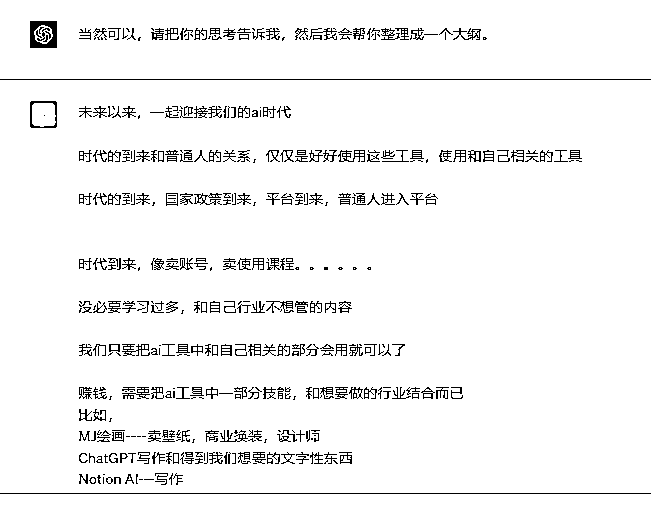 当然可以，请把你的思考告诉我，然后我会帮你整理成一个大纲。
未来以来，一起迎接我们的ai时代
时代的到来和普通人的关系，仅仅是好好使用这些工具，使用和自己相关的工具
时代的到来，国家政策到来，平台到来，普通人进入平台
时代到来，像卖账号，卖使用课程。。。。。。
没必要学习过多，和自己行业不想管的内容
我们只要把ai工具中和自己相关的部分会用就可以了
赚钱，需要把ai工具中一部分技能，和想要做的行业结合而已
比如，
MJ绘画----卖壁纸，商业换装，设计师
ChatGPT写作和得到我们想要的文字性东西
Notion AI---写作